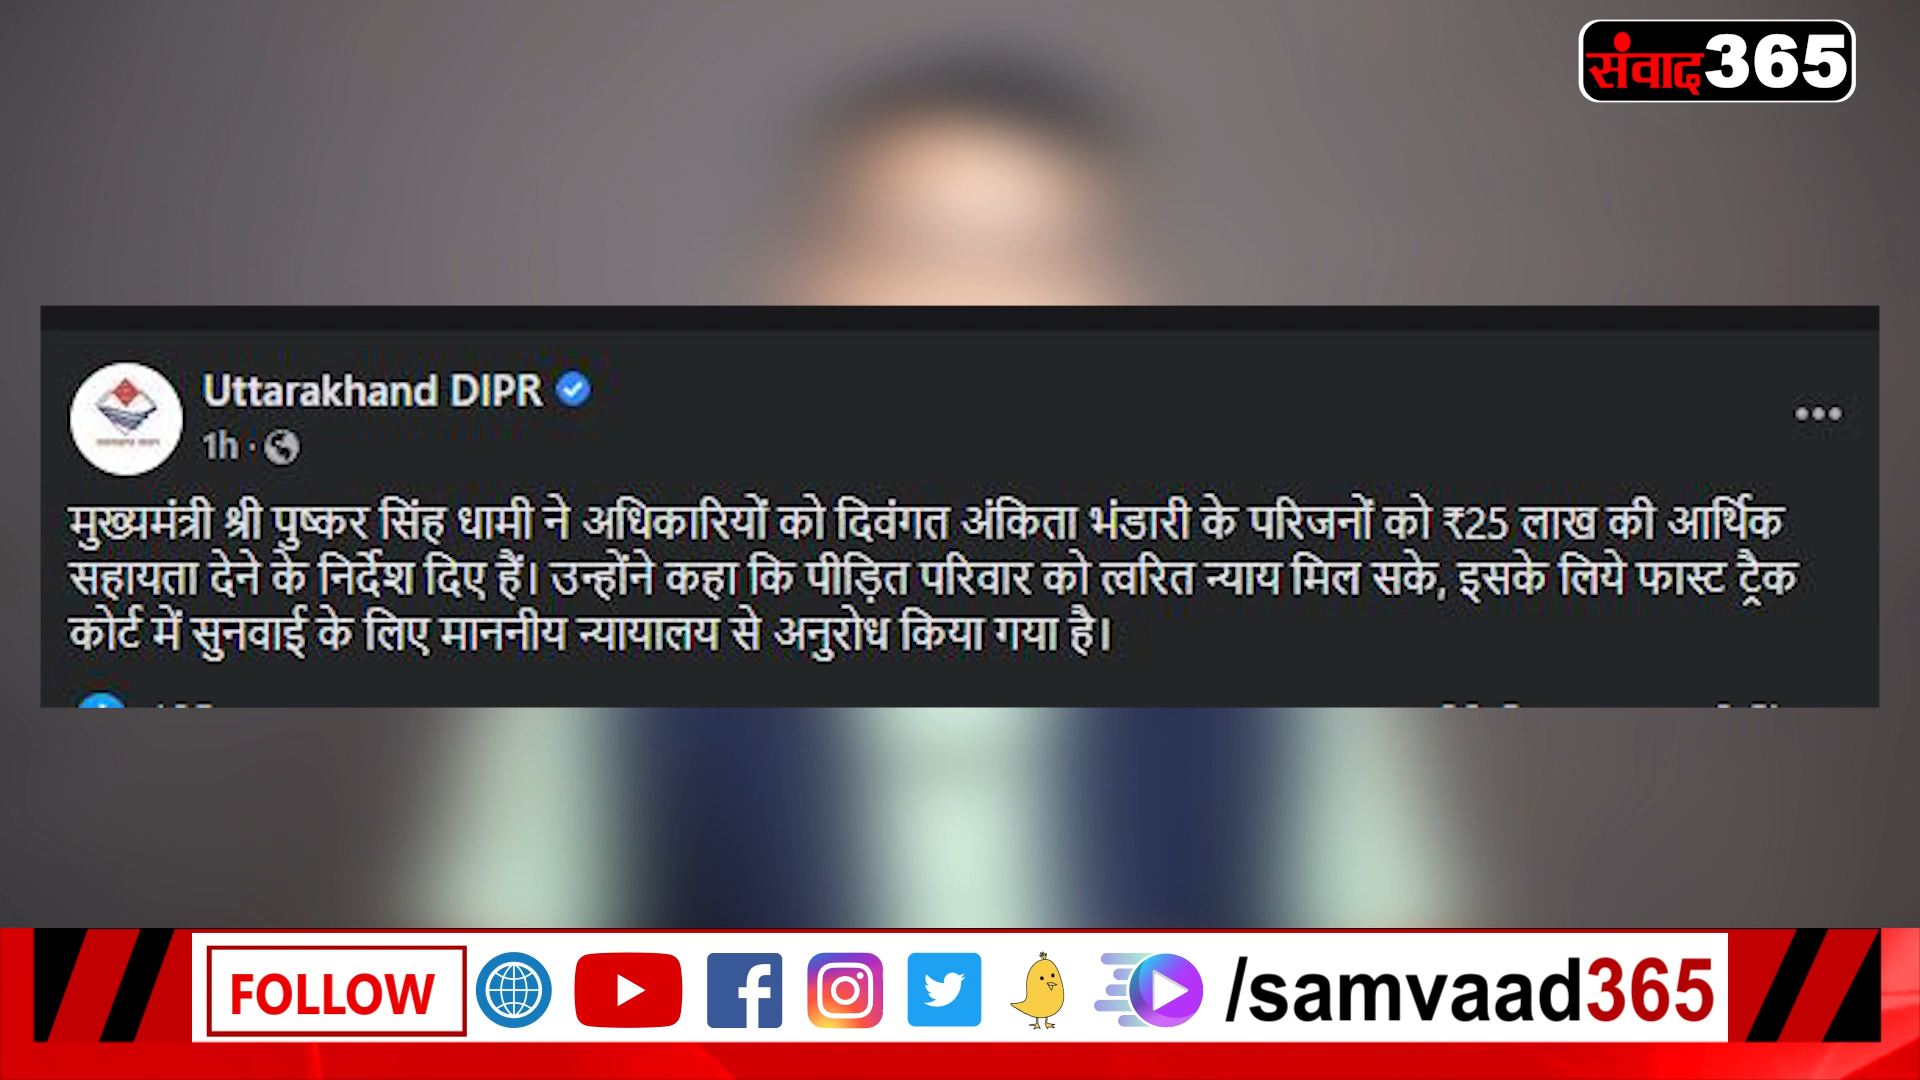 संवाद365
Uttarakhand DIPR
1h ·
मुख्यमंत्री श्री पुष्कर सिंह धामी ने अधिकारियों को दिवंगत अंकिता भंडारी के परिजनों को ₹25 लाख की आर्थिक
सहायता देने के निर्देश दिए हैं। उन्होंने कहा कि पीड़ित परिवार को त्वरित न्याय मिल सके, इसके लिये फास्ट ट्रैक
कोर्ट में सुनवाई के लिए माननीय न्यायालय से अनुरोध किया गया है।
FOLLOW /samvaad365